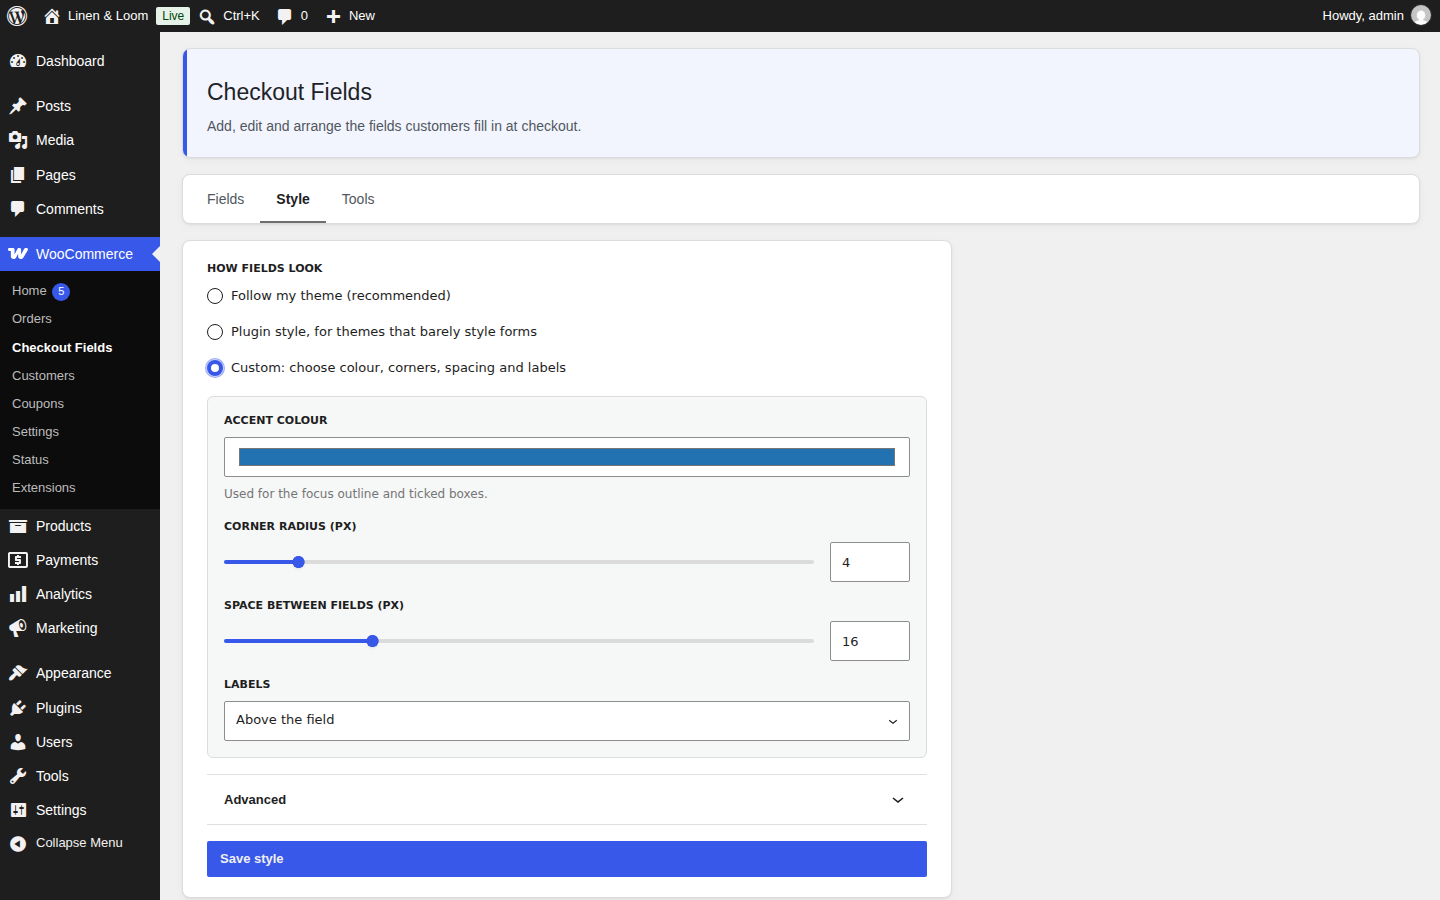 Linen & Loom
Live
Ctrl+K
0
New
Howdy, admin
Dashboard
Posts
Media
Pages
Comments
WooCommerce
Home 5
Orders
Checkout Fields
Customers
Coupons
Settings
Status
Extensions
Products
Payments
Analytics
Marketing
Appearance
Plugins
Users
Tools
Settings
Collapse Menu
Checkout Fields
Add, edit and arrange the fields customers fill in at checkout.
Fields
Style
Tools
HOW FIELDS LOOK
Follow my theme (recommended)
Plugin style, for themes that barely style forms
Custom: choose colour, corners, spacing and labels
ACCENT COLOUR
Used for the focus outline and ticked boxes.
CORNER RADIUS (PX)
4
SPACE BETWEEN FIELDS (PX)
16
LABELS
Above the field
Advanced
Save style